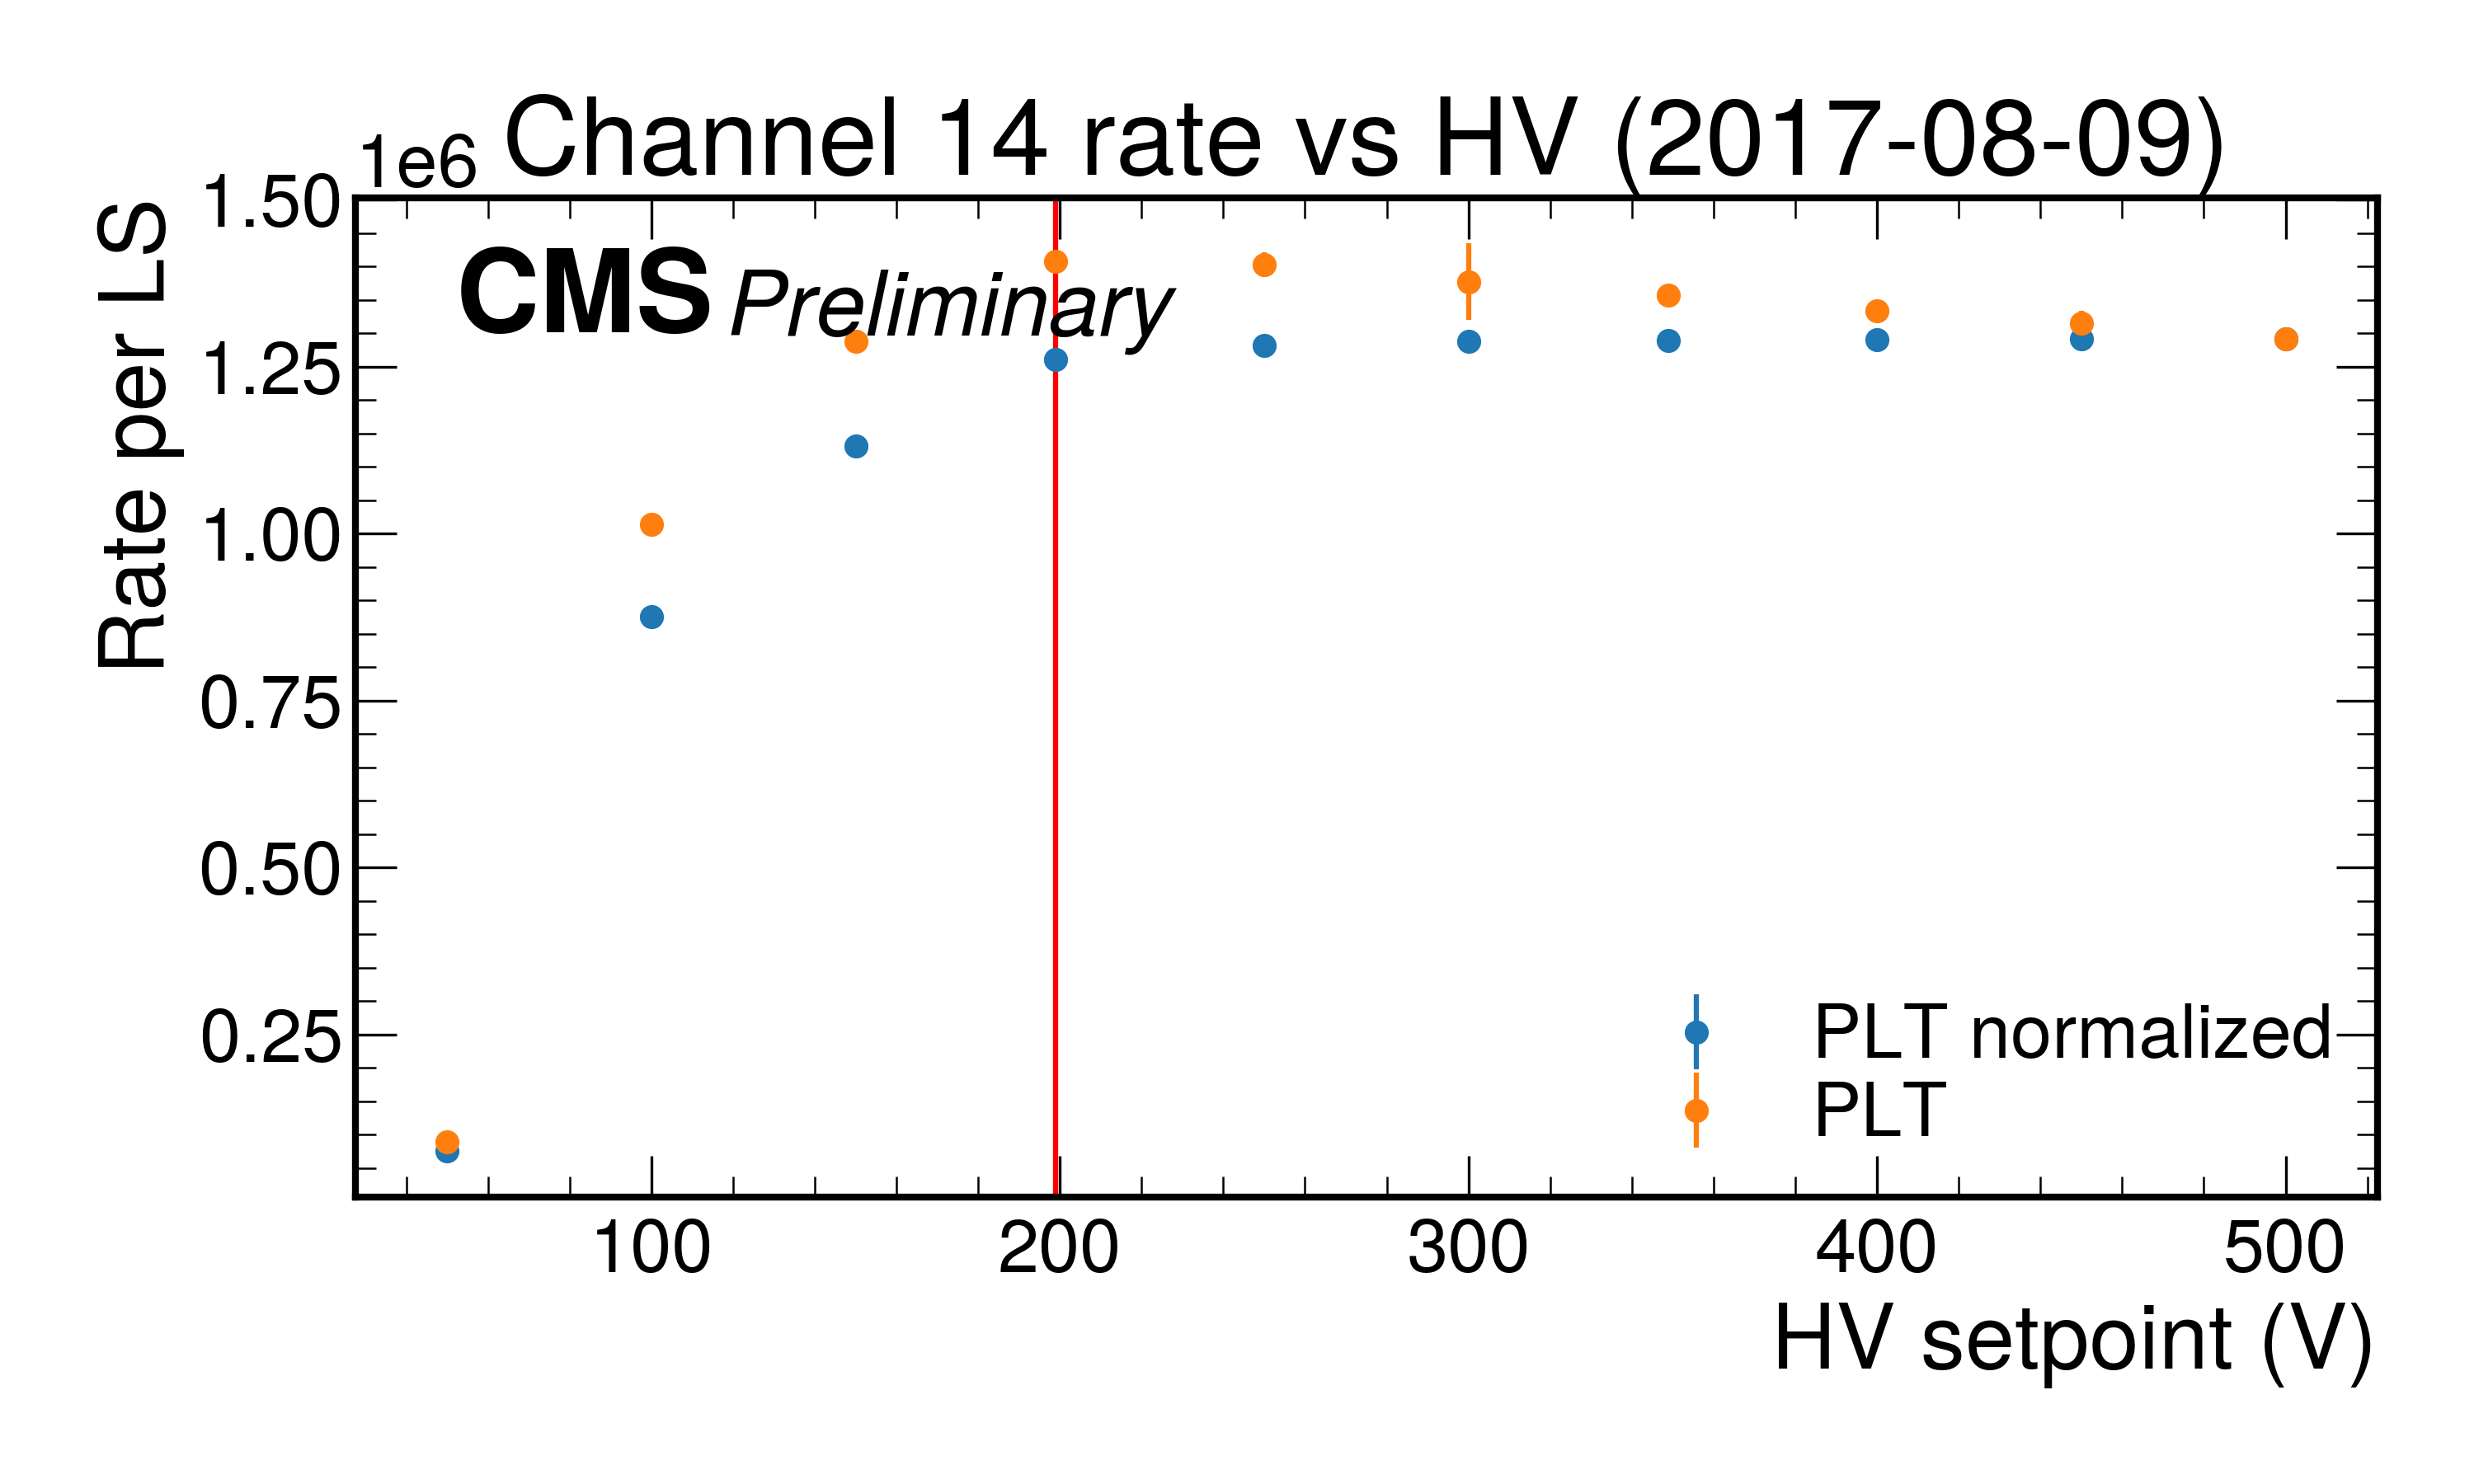 Channel 14 rate vs HV (2017-08-09)
1e6
CMS Preliminary
Rate per LS
1.50
1.25
1.00
0.75
0.50
0.25
PLT normalized
PLT
100 200 300 400 500
HV setpoint (V)